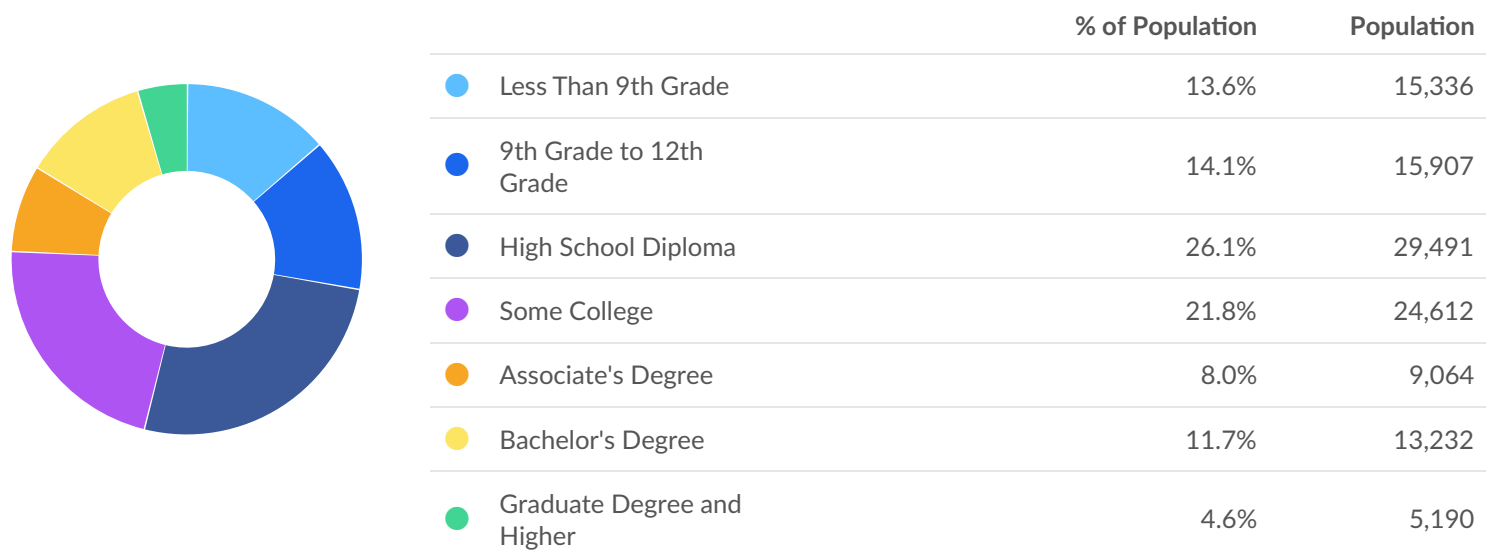 % of Population Population
Less Than 9th Grade 13.6% 15,336
9th Grade to 12th
Grade 14.1% 15,907
High School Diploma 26.1% 29,491
Some College 21.8% 24,612
Associate's Degree 8.0% 9,064
Bachelor's Degree 11.7% 13,232
Graduate Degree and
Higher 4.6% 5,190